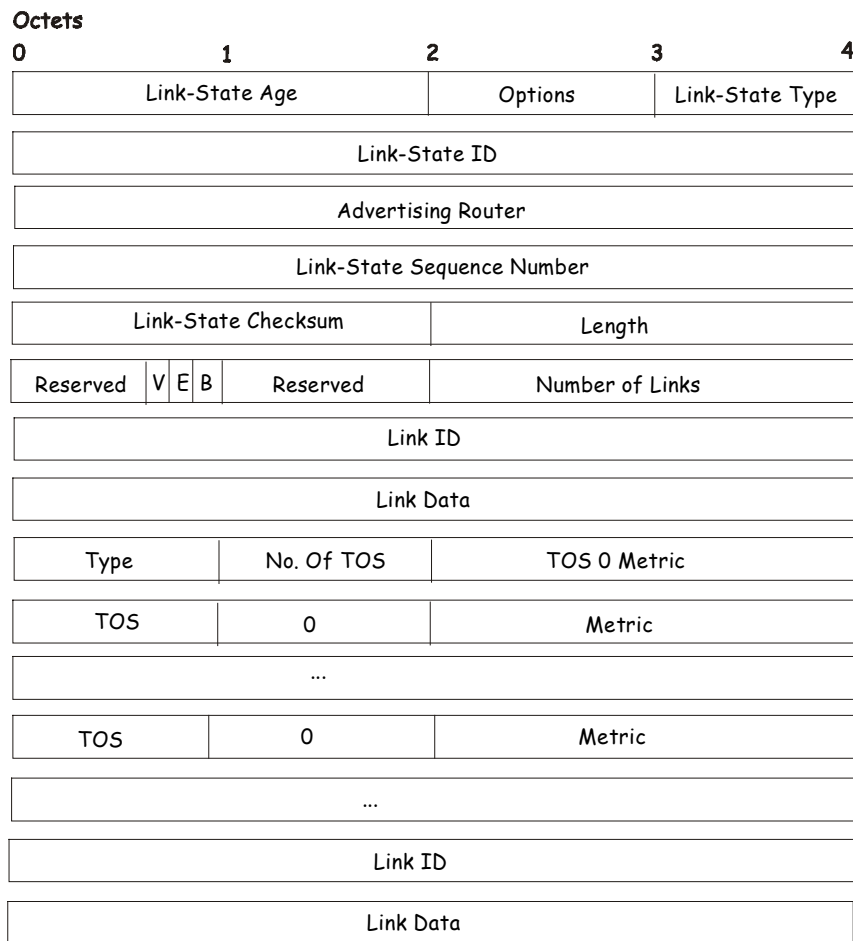 Octets
0 1 2 3 4
Link-State Age Options Link-State Type
Link-State ID
Advertising Router
Link-State Sequence Number
Link-State Checksum Length
Reserved V E B Reserved Number of Links
Link ID
Link Data
Type No. Of TOS TOS 0 Metric
TOS 0 Metric
...
TOS 0 Metric
...
Link ID
Link Data